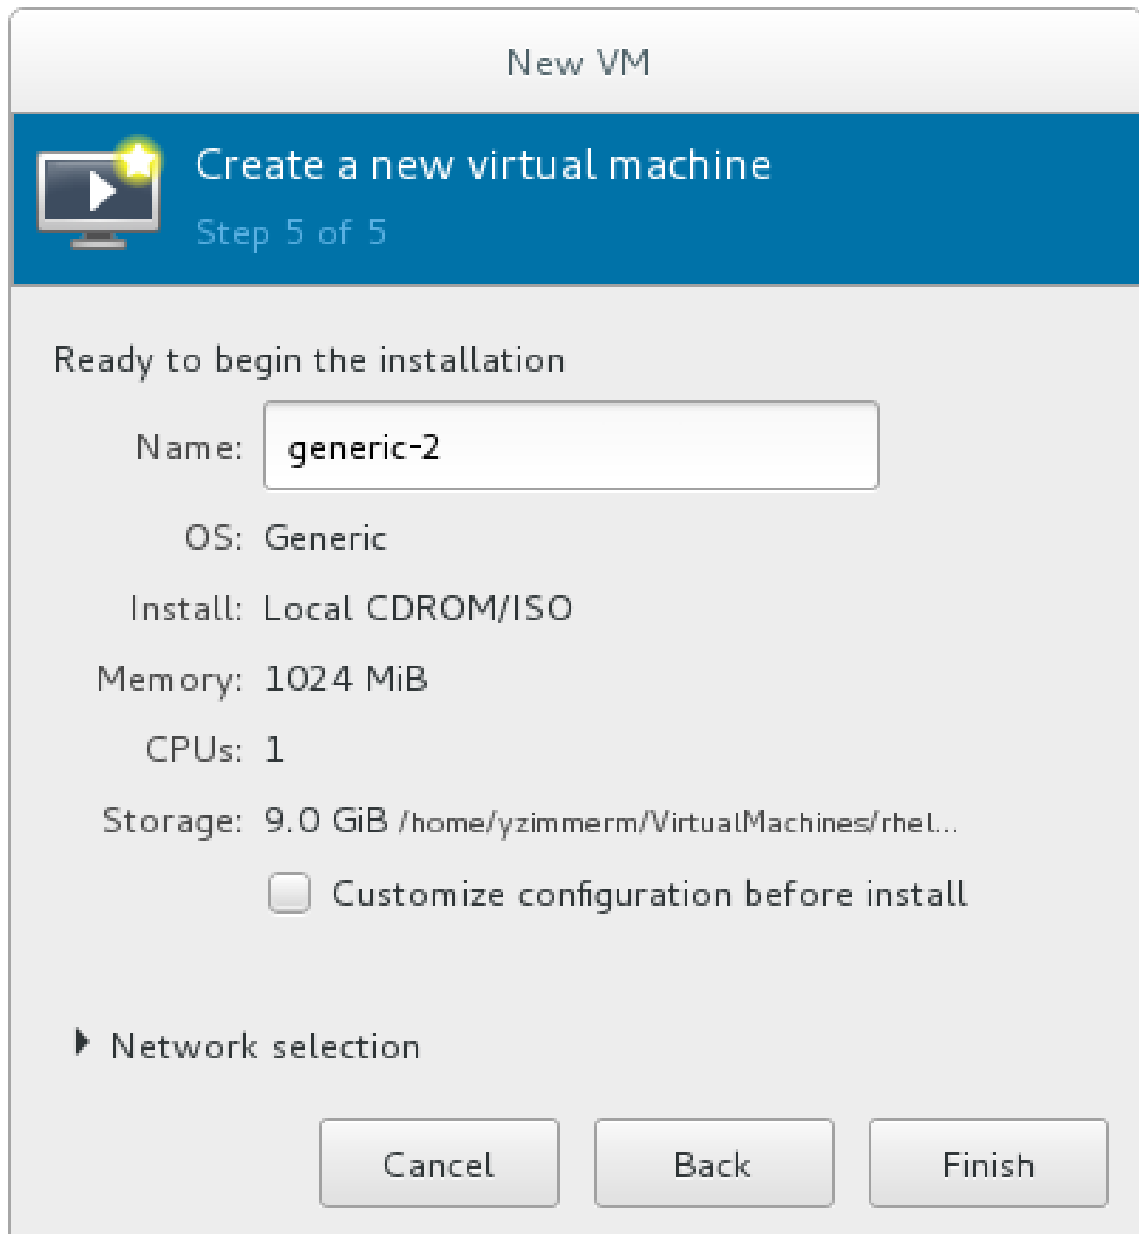 New VM
Create a new virtual machine
Step 5 of 5
Ready to begin the installation
Name: generic-2
OS: Generic
Install: Local CDROM/ISO
Memory: 1024 MiB
CPUs: 1
Storage: 9.0 GiB /home/yzimmerm/VirtualMachines/rhel...
Customize configuration before install
Network selection
Cancel Back Finish